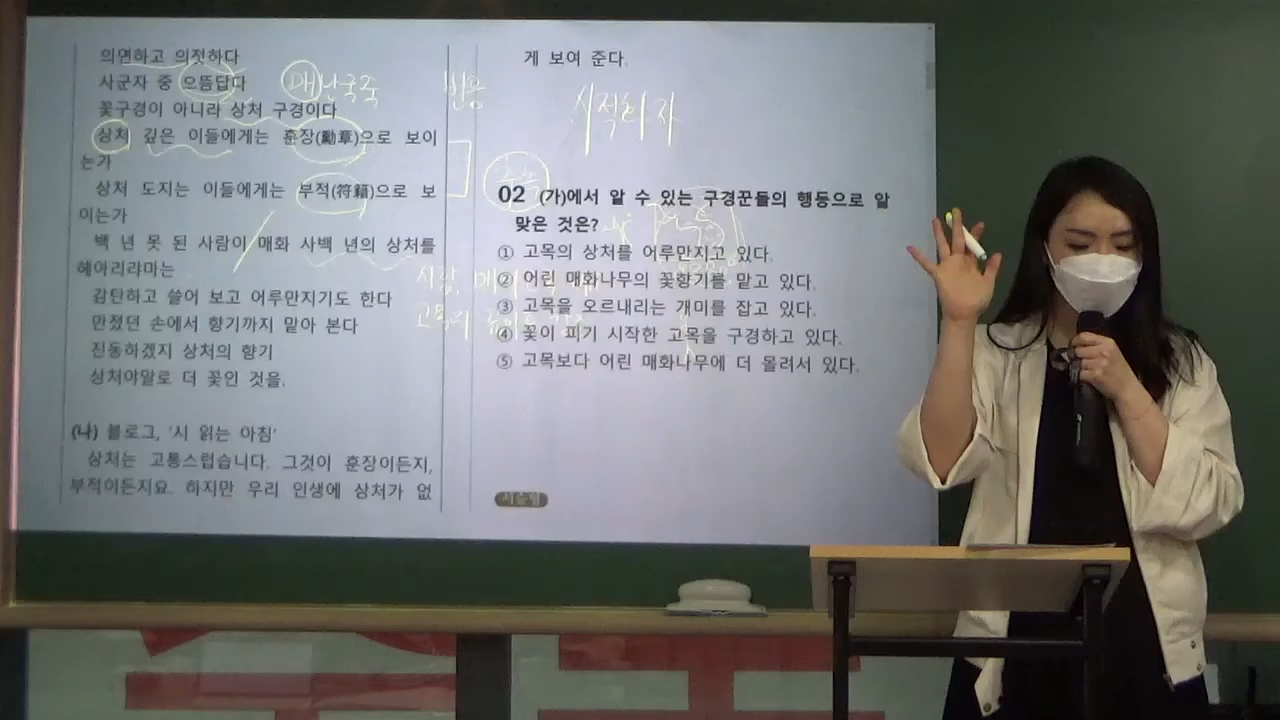 의연하고 의젓하다
사군자 중 으뜸답다
매난국죽
꽃구경이 아니라 상처 구경이다
상처 깊은 이들에게는 훈장(勳章)으로 보이
는가
상처 도지는 이들에게는 부적(符籍)으로 보
이는가
백 년 못 된 사람이 매화 사백 년의 상처를
헤아리랴마는
감탄하고 쓸어 보고 어루만지기도 한다
만졌던 손에서 향기까지 맡아 본다
진동하겠지 상처의 향기
상처야말로 더 꽃인 것을.
(나) 블로그, '시 읽는 아침'
상처는 고통스럽습니다. 그것이 훈장이든지,
부적이든지요. 하지만 우리 인생에 상처가 없
반응
게 보여 준다.
시적화자
02 (가)에서 알 수 있는 구경꾼들의 행동으로 알
맞은 것은?
① 고목의 상처를 어루만지고 있다.
② 어린 매화나무의 꽃향기를 맡고 있다.
③ 고목을 오르내리는 개미를 잡고 있다.
④ 꽃이 피기 시작한 고목을 구경하고 있다.
⑤ 고목보다 어린 매화나무에 더 몰려서 있다.
서술형